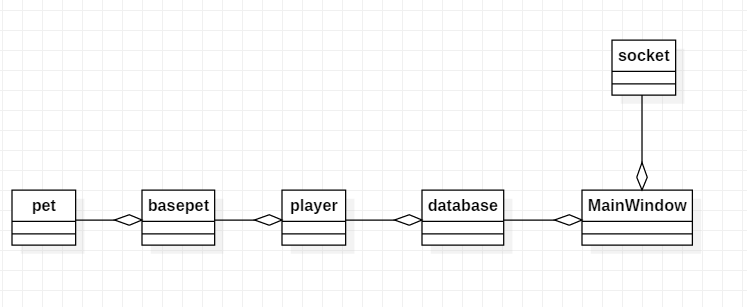 socket
pet
basepet
player
database
MainWindow